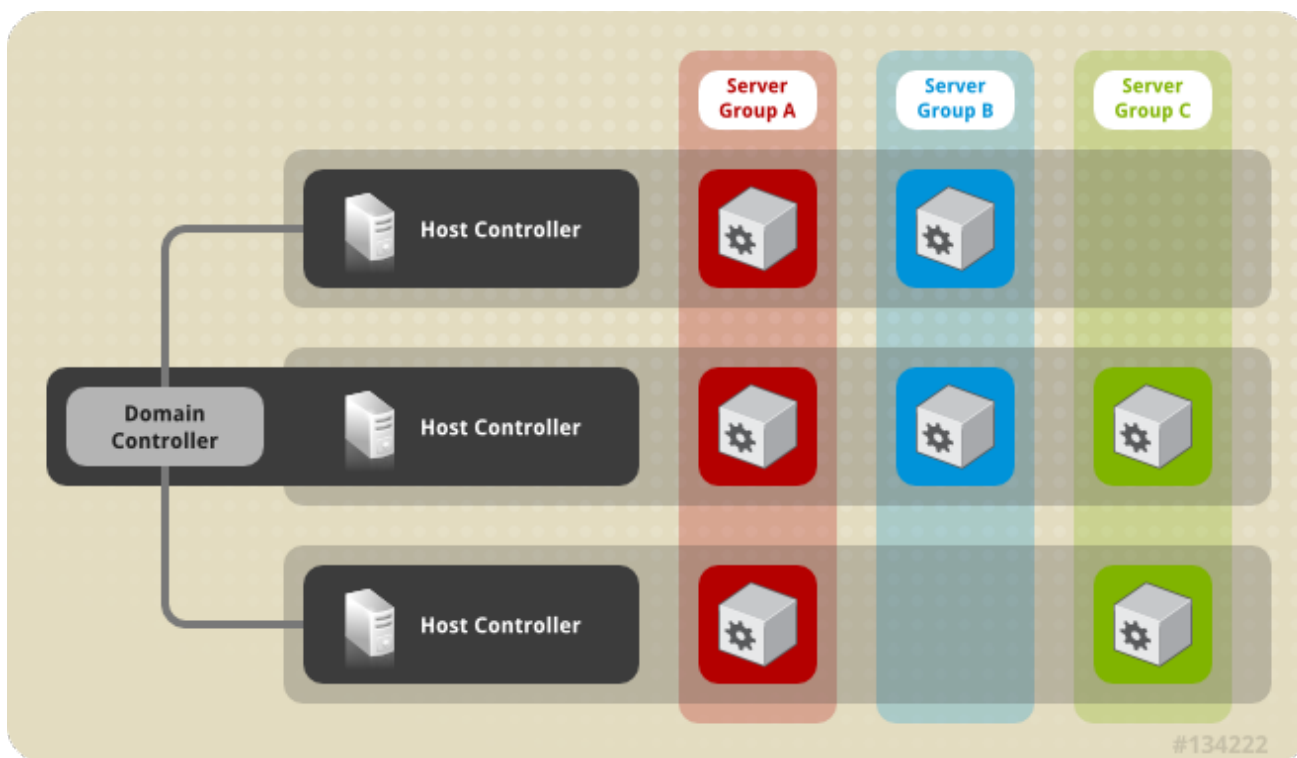 Server
Group A
Server
Group B
Server
Group C
Host Controller
Domain
Controller
Host Controller
Host Controller
#134222